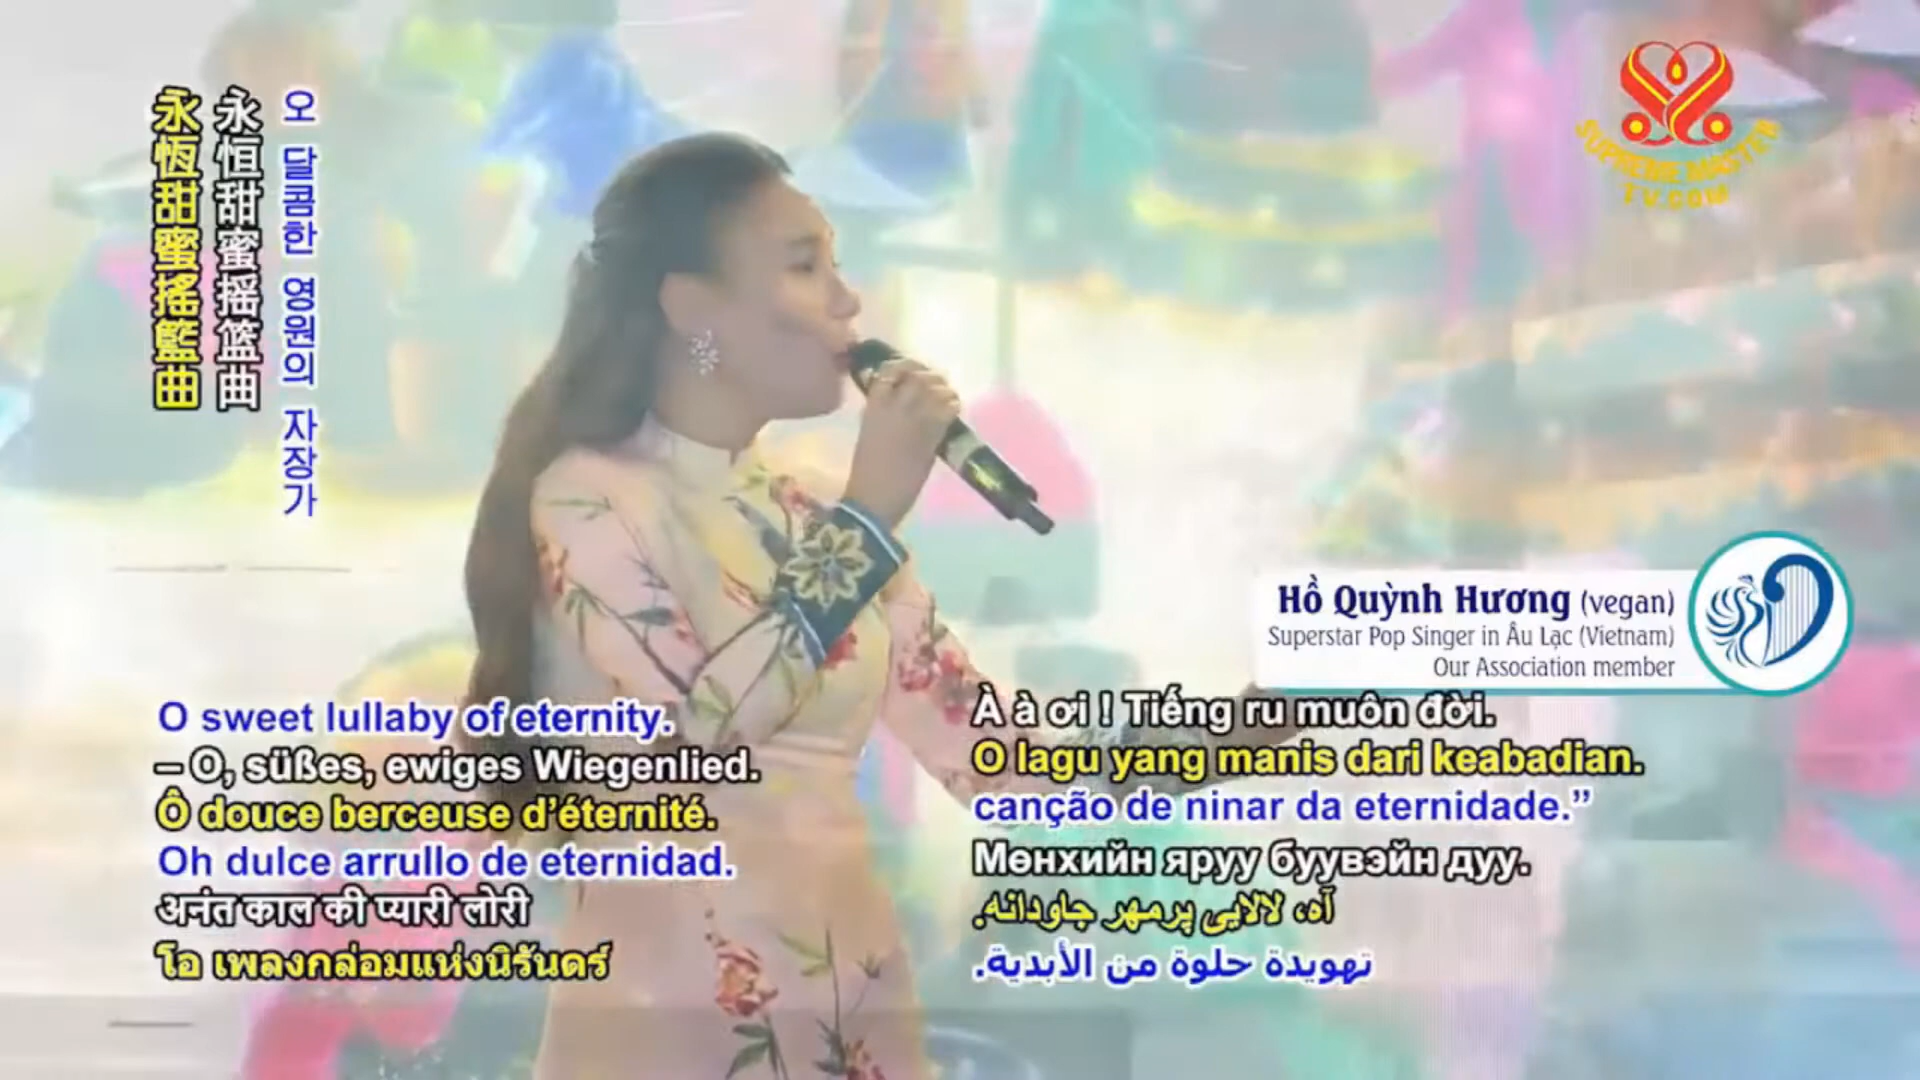 永恆甜蜜搖籃曲
永恒甜蜜摇篮曲
오 달콤한 영원의 자장가
SUPREME MASTER
TV.COM
Hồ Quỳnh Hương (vegan)
Superstar Pop Singer in Âu Lạc (Vietnam)
Our Association member
O sweet lullaby of eternity.
– O, süßes, ewiges Wiegenlied.
Ô douce berceuse d’éternité.
Oh dulce arrullo de eternidad.
अनंत काल की प्यारी लोरी
โอ เพลงกล่อมแห่งนิรันดร์
À à ơi ! Tiếng ru muôn đời.
O lagu yang manis dari keabadian.
canção de ninar da eternidade.”
Мөнхийн яруу буувэйн дуу.
آه، لالایی پرمهر جاودانه.
تهويدة حلوة من الأبدية.